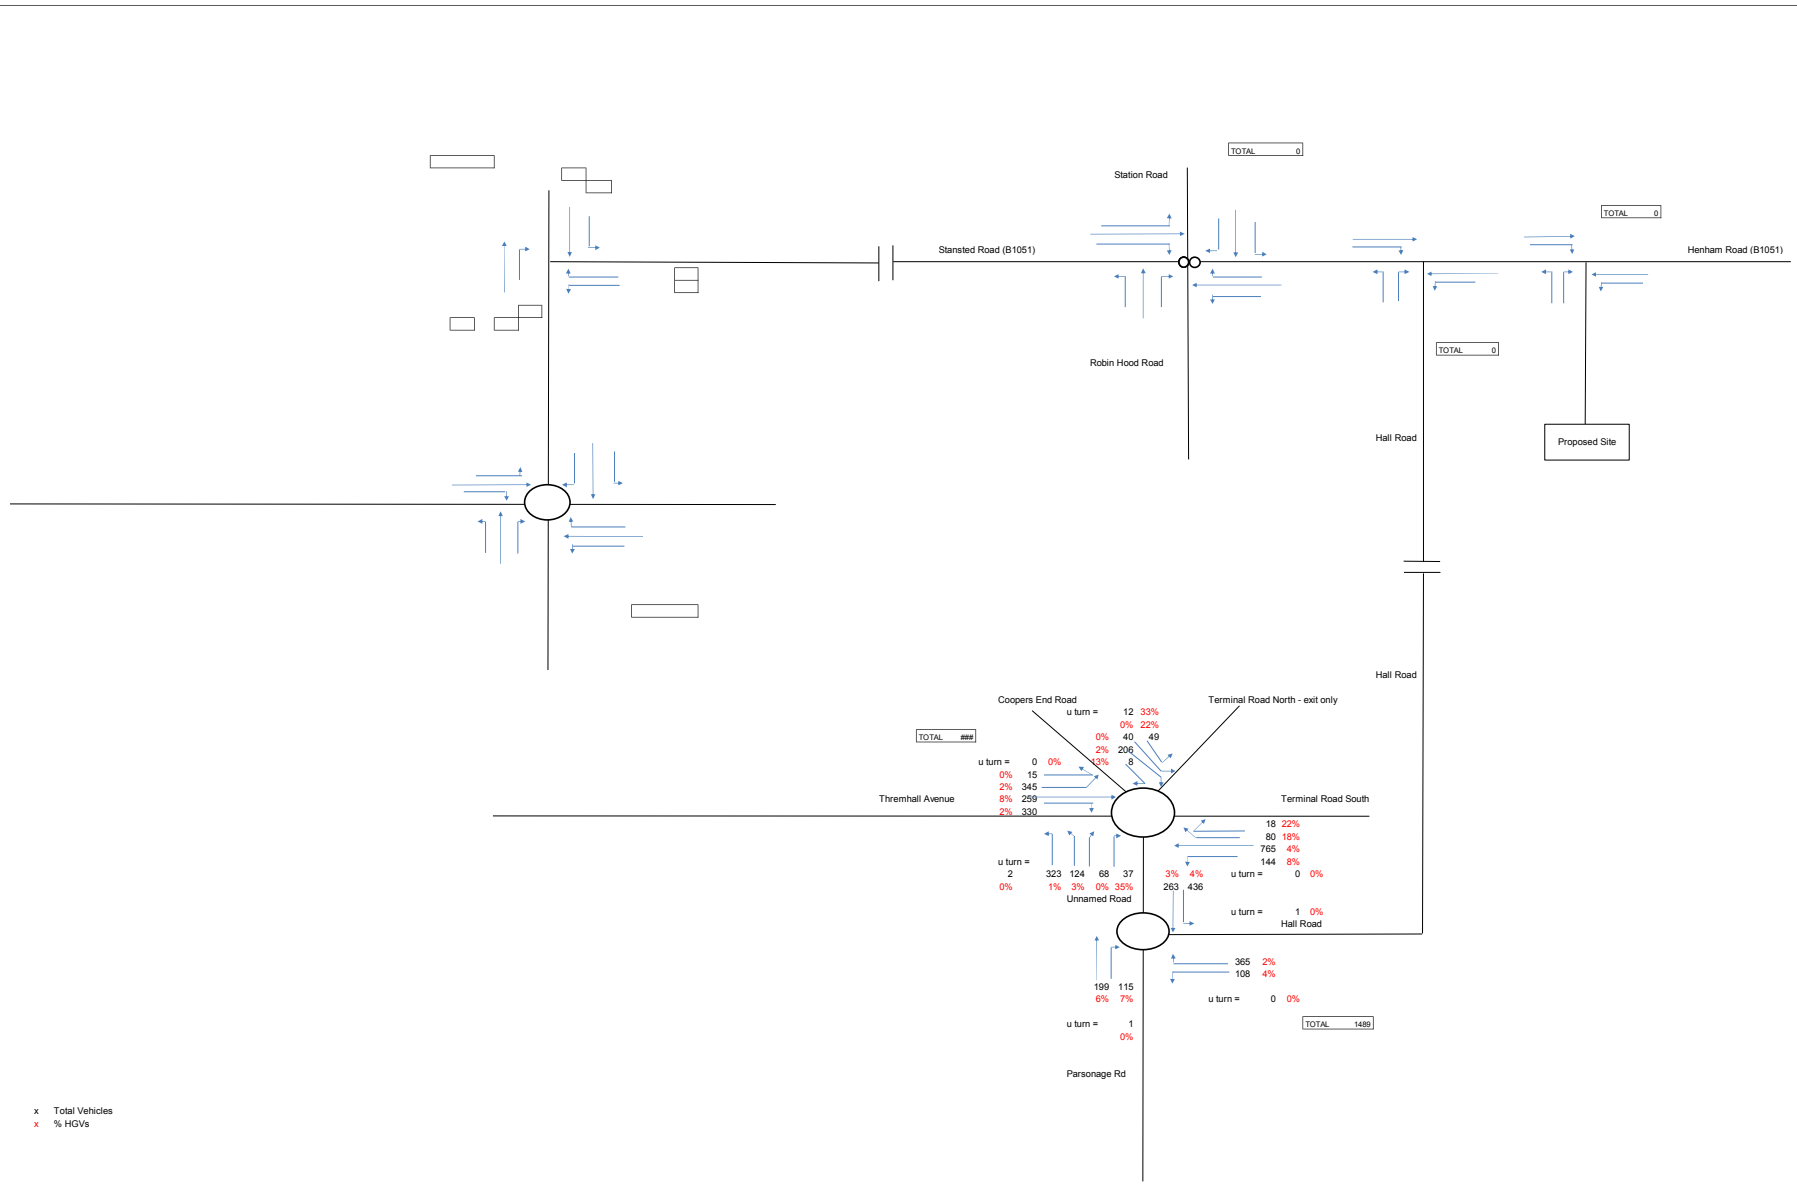 TOTAL 0
Station Road
TOTAL 0
Stansted Road (B1051)
Henham Road (B1051)
TOTAL 0
Robin Hood Road
Hall Road
Proposed Site
Hall Road
Coopers End Road
Terminal Road North - exit only
u turn = 12 33%
0% 22%
TOTAL ###
0% 40 49
2% 206
u turn = 0 0% 13% 8
0% 15
2% 345
Thremhall Avenue
8% 259
Terminal Road South
2% 330
18 22%
80 18%
765 4%
144 8%
u turn =
2 323 124 68 37
3% 4%
u turn = 0 0%
0% 1% 3% 0% 35%
263 436
Unnamed Road
u turn = 1 0%
Hall Road
365 2%
108 4%
199 115
6% 7%
u turn = 0 0%
u turn = 1
0%
TOTAL 1489
Parsonage Rd
x Total Vehicles
x % HGVs